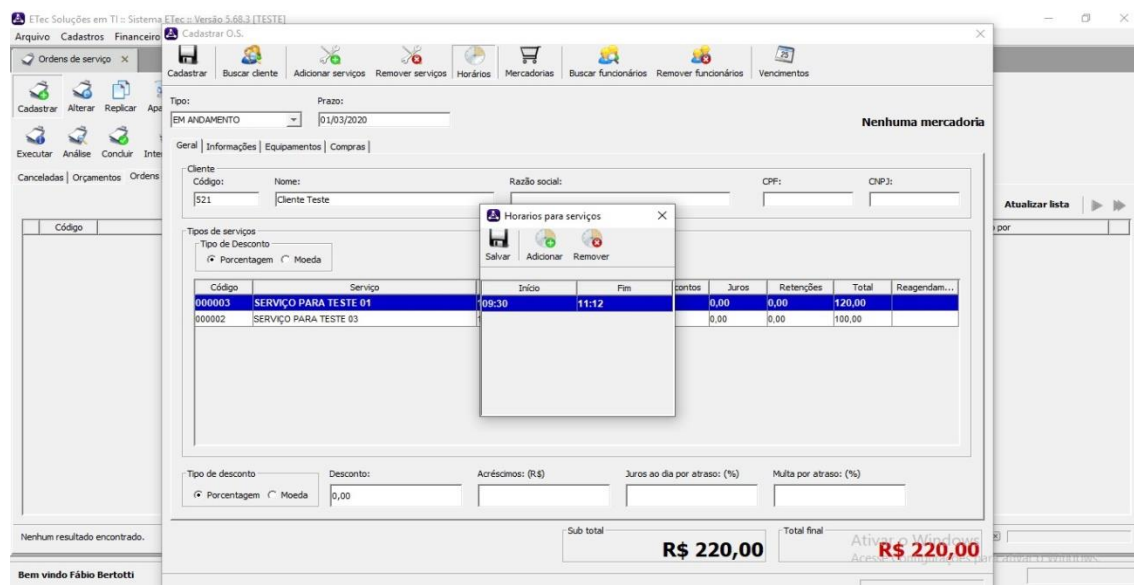 ETec Soluções em TI :: Sistema ETec :: Versão 5.68.3 [TESTE]
Arquivo Cadastros Financeiro
Cadastrar O.S.
Ordens de serviço
Cadastrar Buscar cliente Adicionar serviços Remover serviços Horários Mercadorias Buscar funcionários Remover funcionários Vencimentos
Cadastrar Alterar Replicar Apa
Tipo: Prazo:
EM ANDAMENTO 01/03/2020
Nenhuma mercadoria
Executar Análise Concluir Inte
Geral Informações Equipamentos Compras
Canceladas Orçamentos Ordens
Cliente
Código: Nome: Razão social: CPF: CNPJ:
521 Cliente Teste
Atualizar lista
Horarios para serviços
Código
por
Tipos de serviços
Tipo de Desconto
Porcentagem Moeda
Salvar Adicionar Remover
Código Serviço Início Fim contos Juros Retenções Total Reagendam...
000003 SERVIÇO PARA TESTE 01 09:30 11:12 0,00 0,00 120,00
000002 SERVIÇO PARA TESTE 03 0,00 0,00 100,00
Tipo de desconto Desconto: Acréscimos: (R$) Juros ao dia por atraso: (%) Multa por atraso: (%)
Porcentagem Moeda 0,00
Nenhum resultado encontrado.
Sub total Total final
R$ 220,00 R$ 220,00
Ativar o Windows
Bem vindo Fábio Bertotti